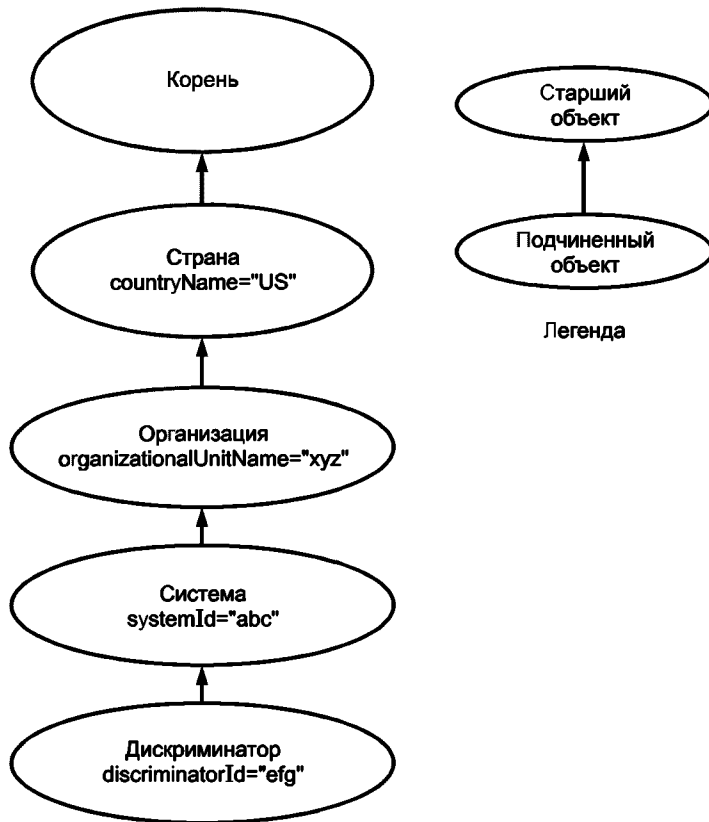 Корень
Страна
countryName="US"
Организация
organizationalUnitName="xyz"
Система
systemId="abc"
Дискриминатор
discriminatorId="efg"
Старший
объект
Подчиненный
объект
Легенда